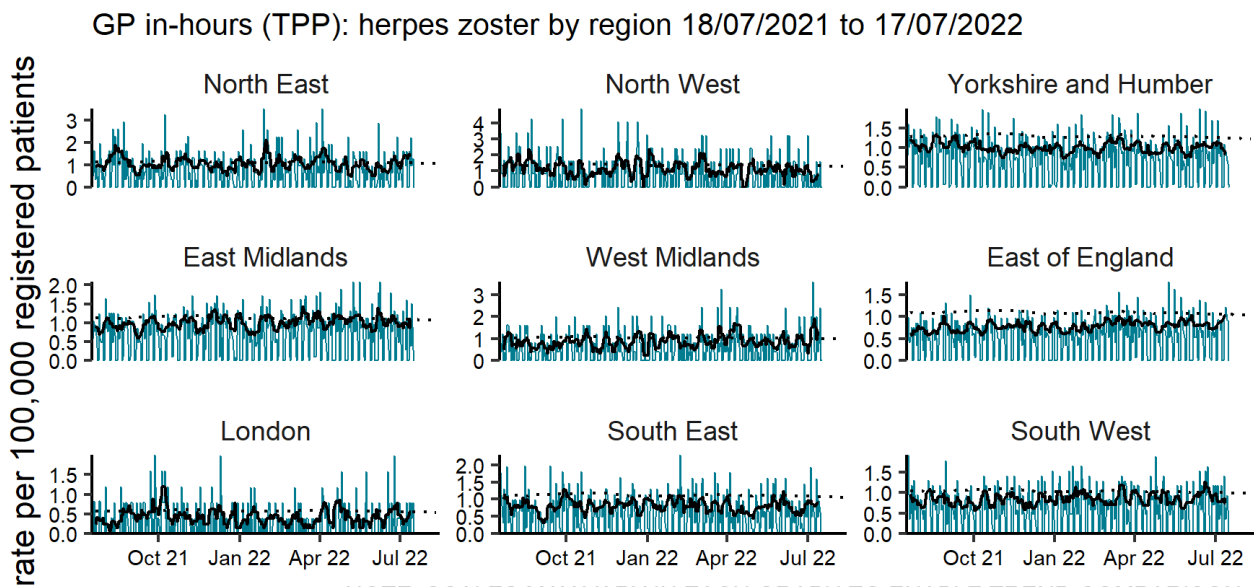 GP in-hours (TPP): herpes zoster by region 18/07/2021 to 17/07/2022
rate per 100,000 registered patients
North East
3
2
1
0
North West
4
3
2
1
0
Yorkshire and Humber
1.5
1.0
0.5
0.0
East Midlands
2.0
1.5
1.0
0.5
0.0
West Midlands
3
2
1
0
East of England
1.5
1.0
0.5
0.0
London
1.5
1.0
0.5
0.0
South East
2.0
1.5
1.0
0.5
0.0
South West
1.5
1.0
0.5
0.0
Oct 21 Jan 22 Apr 22 Jul 22
Oct 21 Jan 22 Apr 22 Jul 22
Oct 21 Jan 22 Apr 22 Jul 22